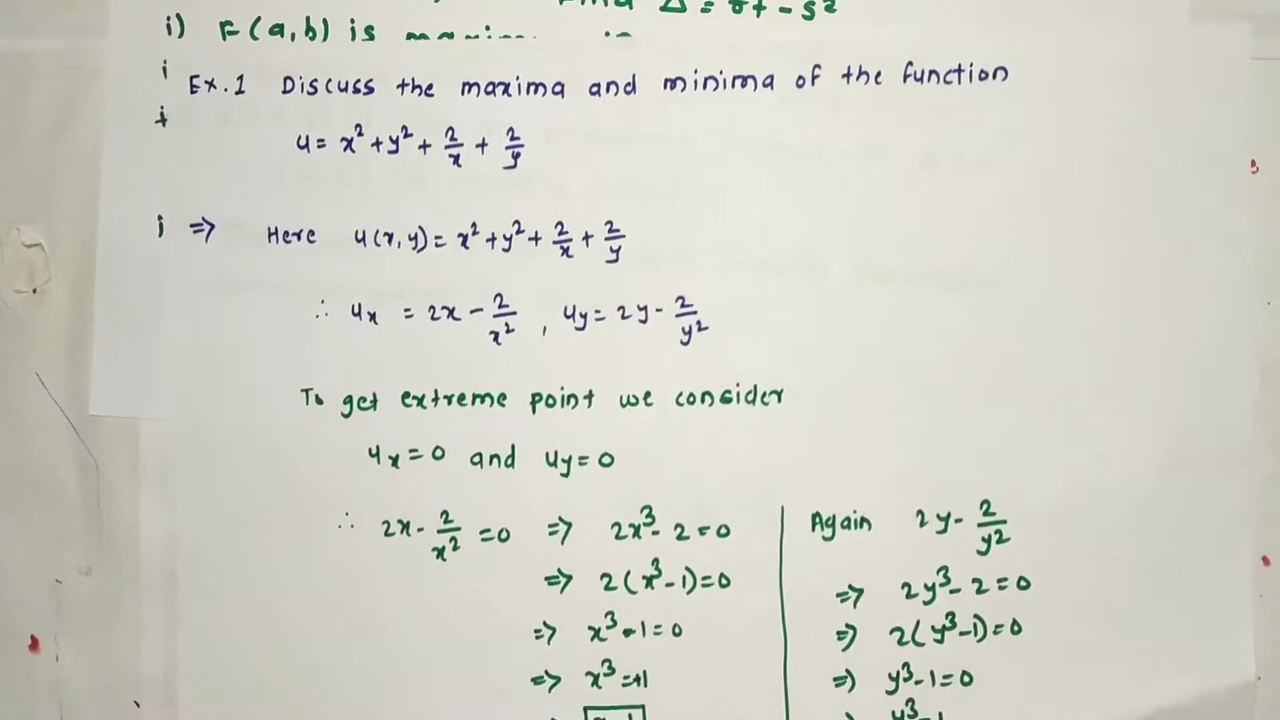 Find Δ = rt - s²
i) F(a,b) is
Ex.1 Discuss the maxima and minima of the function
u = x² + y² + 2/x + 2/y
⇒ Here u(x,y) = x² + y² + 2/x + 2/y
∴ ux = 2x - 2/x² , uy = 2y - 2/y²
To get extreme point we consider
ux = 0 and uy = 0
∴ 2x - 2/x² = 0 ⇒ 2x³ - 2 = 0
⇒ 2(x³ - 1) = 0
⇒ x³ - 1 = 0
⇒ x³ = +1
Again 2y - 2/y²
⇒ 2y³ - 2 = 0
⇒ 2(y³ - 1) = 0
⇒ y³ - 1 = 0